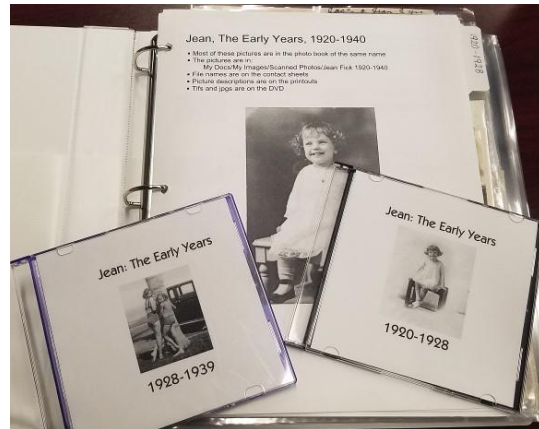 Jean, The Early Years, 1920-1940
• Most of these pictures are in the photo book of the same name
• The pictures are in:
My Docs/My Images/Scanned Photos/Jean Fick 1920-1940
• File names are on the contact sheets
• Picture descriptions are on the printouts
• Tifs and jpgs are on the DVD
1920-1928
Jean: The Early Years
1928-1939
Jean: The Early Years
1920-1928